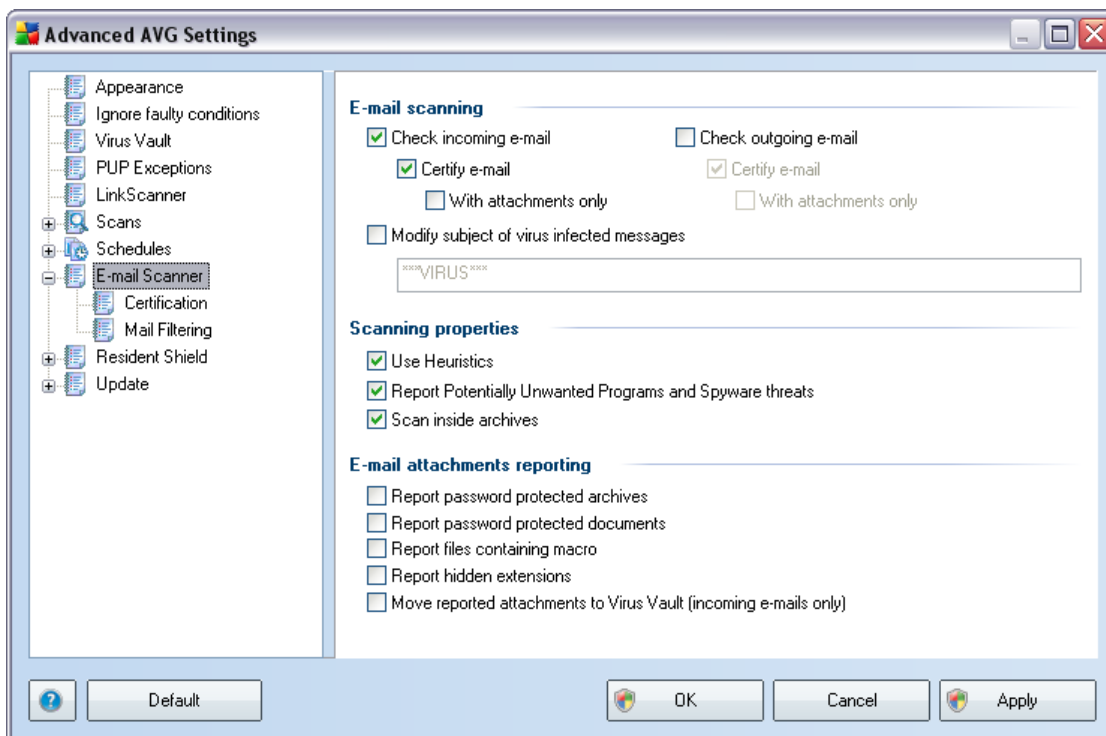 Advanced AVG Settings
Appearance
Ignore faulty conditions
Virus Vault
PUP Exceptions
LinkScanner
Scans
Schedules
E-mail Scanner
Certification
Mail Filtering
Resident Shield
Update
E-mail scanning
Check incoming e-mail
Check outgoing e-mail
Certify e-mail
Certify e-mail
With attachments only
With attachments only
Modify subject of virus infected messages
***VIRUS***
Scanning properties
Use Heuristics
Report Potentially Unwanted Programs and Spyware threats
Scan inside archives
E-mail attachments reporting
Report password protected archives
Report password protected documents
Report files containing macro
Report hidden extensions
Move reported attachments to Virus Vault (incoming e-mails only)
?
Default
OK
Cancel
Apply